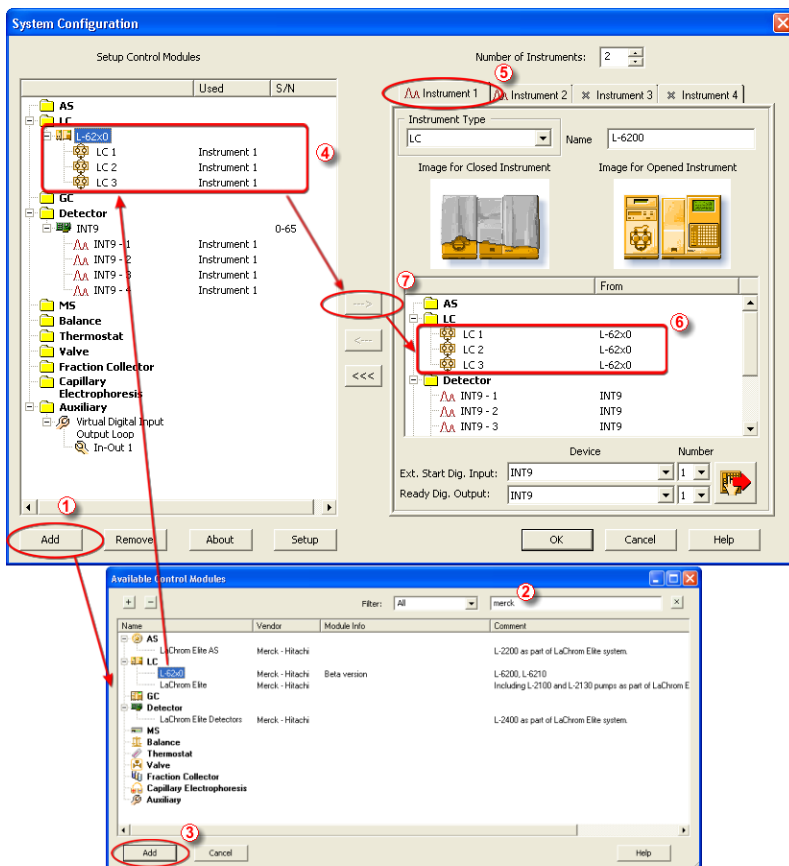 System Configuration
Setup Control Modules
Number of Instruments: 2
Used S/N
AS
LC
L-62x0
LC 1 Instrument 1
LC 2 Instrument 1
LC 3 Instrument 1
GC
Detector
INT9 0-65
INT9 - 1 Instrument 1
INT9 - 2 Instrument 1
INT9 - 3 Instrument 1
INT9 - 4 Instrument 1
MS
Balance
Thermostat
Valve
Fraction Collector
Capillary
Electrophoresis
Auxiliary
Virtual Digital Input
Output Loop
In-Out 1
4
5
Instrument 1 Instrument 2 Instrument 3 Instrument 4
Instrument Type
LC Name L-6200
Image for Closed Instrument Image for Opened Instrument
7
--->
<---
<<<
From
AS
LC
6
LC 1 L-62x0
LC 2 L-62x0
LC 3 L-62x0
Detector
INT9 - 1 INT9
INT9 - 2 INT9
INT9 - 3 INT9
Device Number
Ext. Start Dig. Input: INT9 1
Ready Dig. Output: INT9 1
1
Add Remove About Setup OK Cancel Help
Available Control Modules
+ − Filter: All merck ×
2
Name Vendor Module Info Comment
AS
LaChrom Elite AS Merck - Hitachi L-2200 as part of LaChrom Elite system.
LC
L-62x0 Merck - Hitachi Beta version L-6200, L-6210
LaChrom Elite Merck - Hitachi Including L-2100 and L-2130 pumps as part of LaChrom E
GC
Detector
LaChrom Elite Detectors Merck - Hitachi L-2400 as part of LaChrom Elite system.
MS
Balance
Thermostat
Valve
Fraction Collector
Capillary Electrophoresis
Auxiliary
3
Add Cancel Help